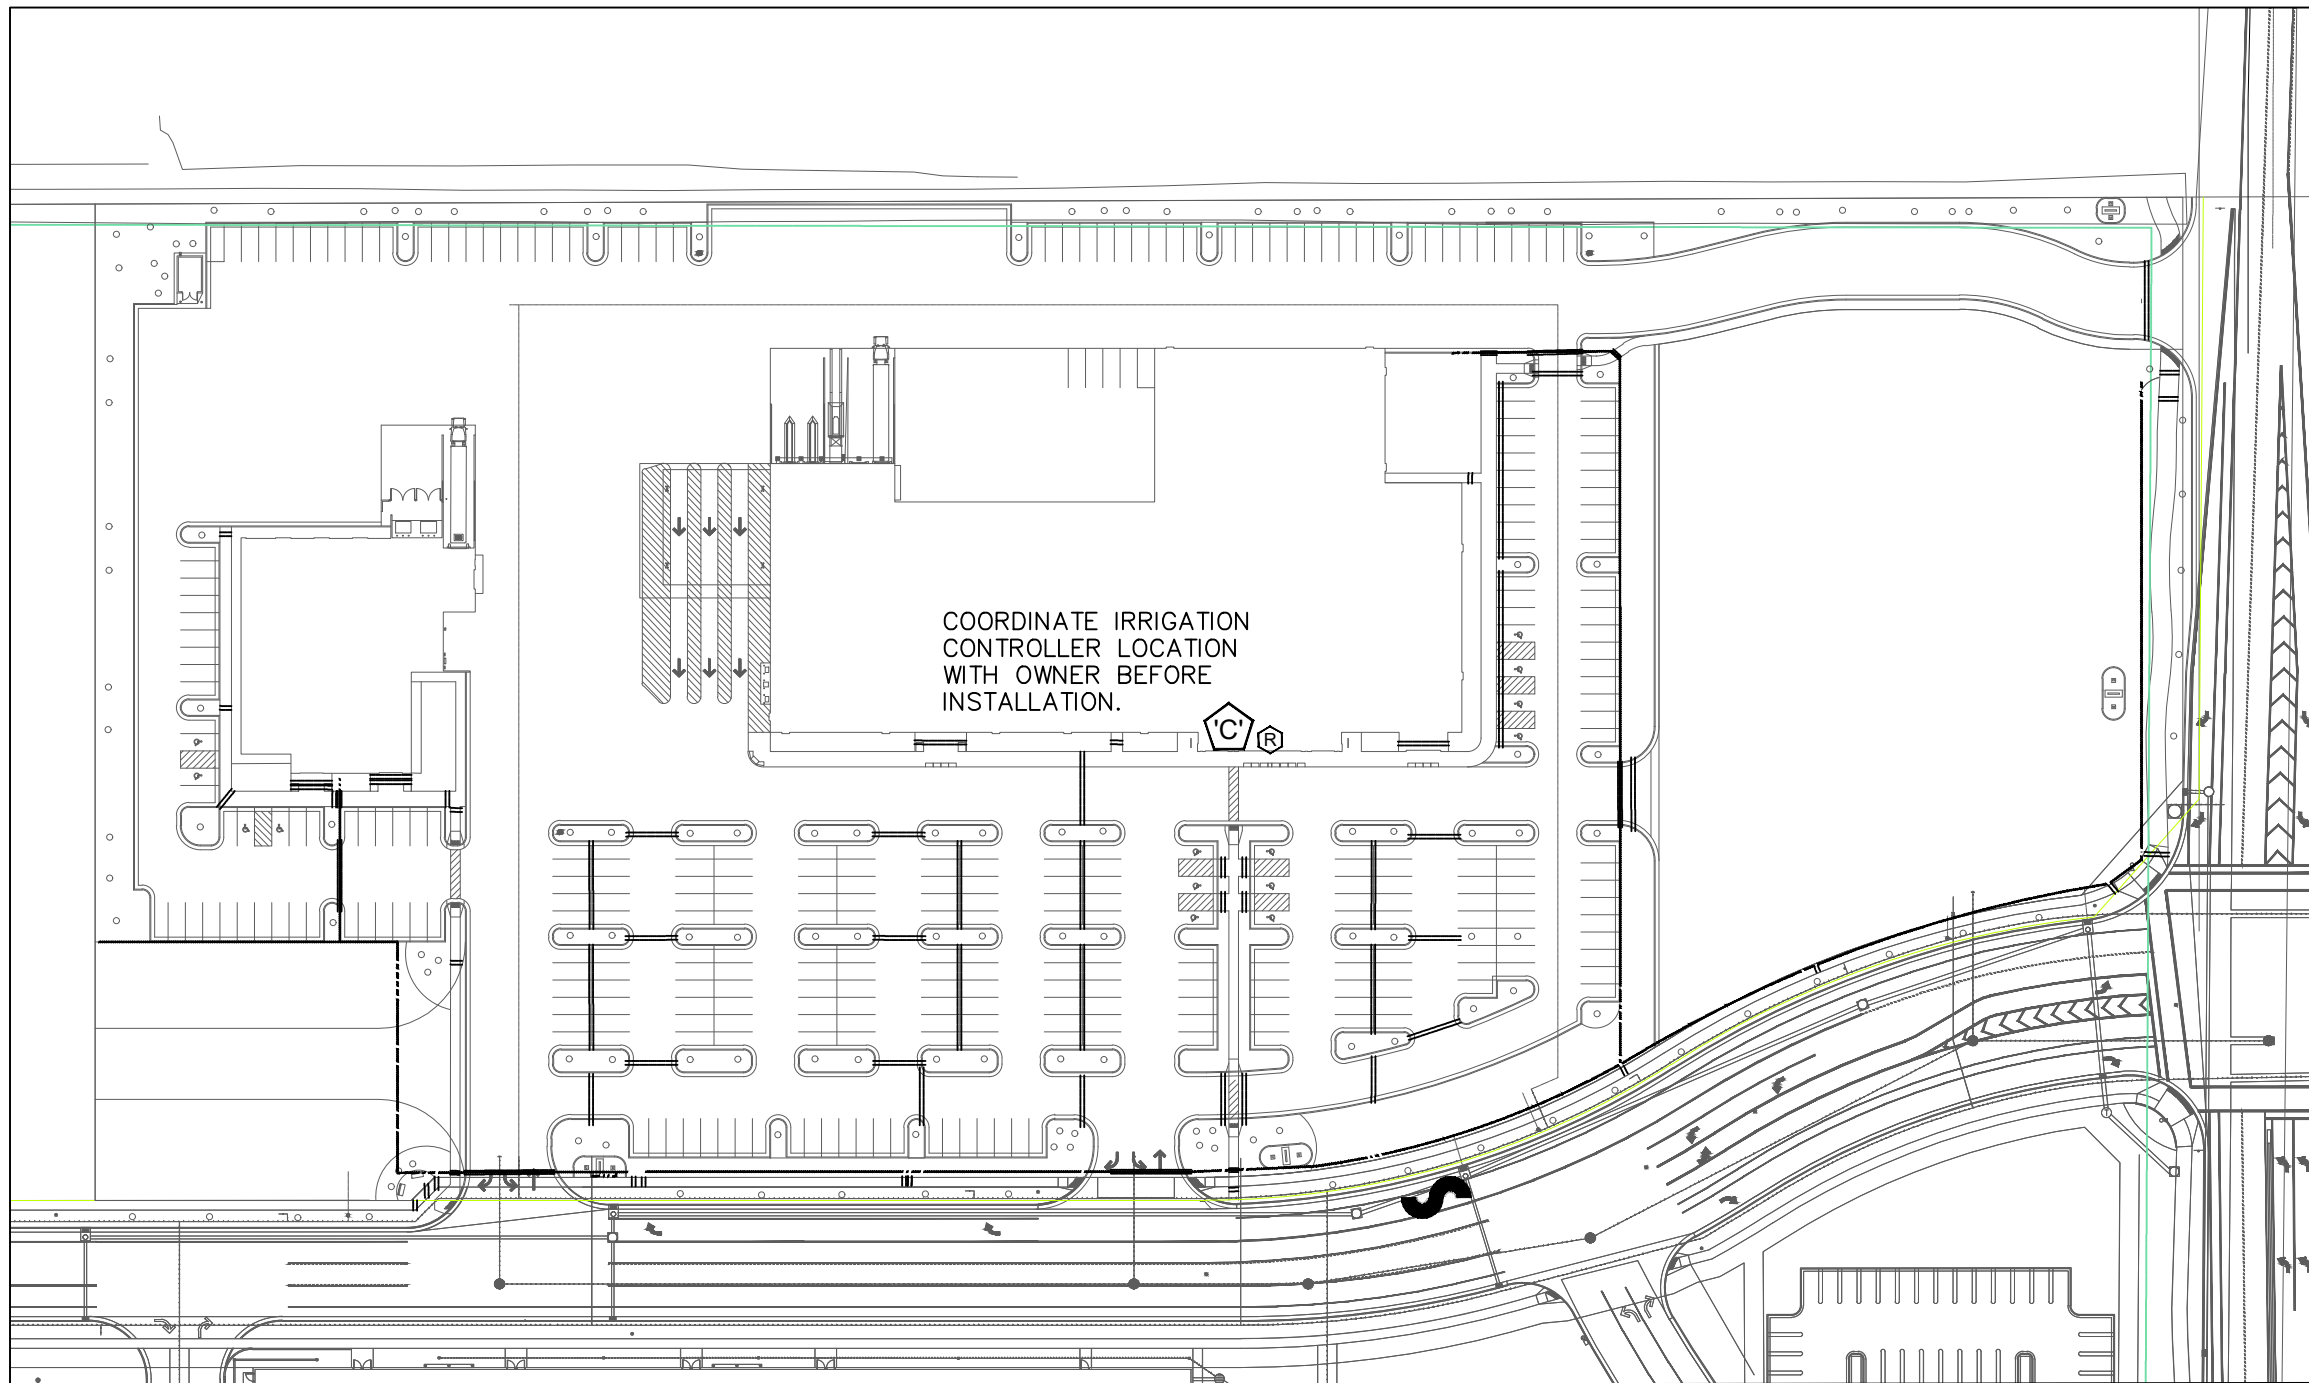 COORDINATE IRRIGATION
CONTROLLER LOCATION
WITH OWNER BEFORE
INSTALLATION.
'C'
R
S